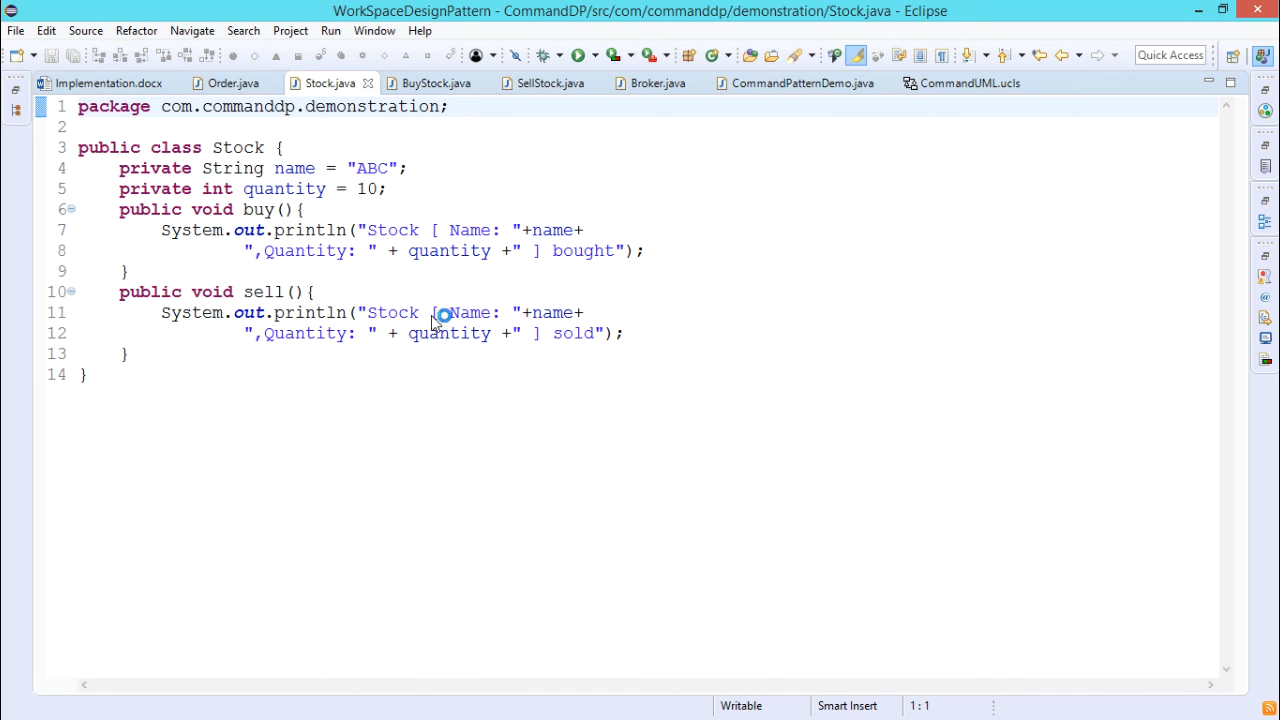 WorkSpaceDesignPattern - CommandDP/src/com/commanddp/demonstration/Stock.java - Eclipse
File Edit Source Refactor Navigate Search Project Run Window Help
Quick Access
Implementation.docx Order.java Stock.java BuyStock.java SellStock.java Broker.java CommandPatternDemo.java CommandUML.ucls
1 package com.commanddp.demonstration;
2
3 public class Stock {
4 private String name = "ABC";
5 private int quantity = 10;
6 public void buy(){
7 System.out.println("Stock [ Name: "+name+
8 ",Quantity: " + quantity +" ] bought");
9 }
10 public void sell(){
11 System.out.println("Stock [ Name: "+name+
12 ",Quantity: " + quantity +" ] sold");
13 }
14 }
Writable Smart Insert 1 : 1